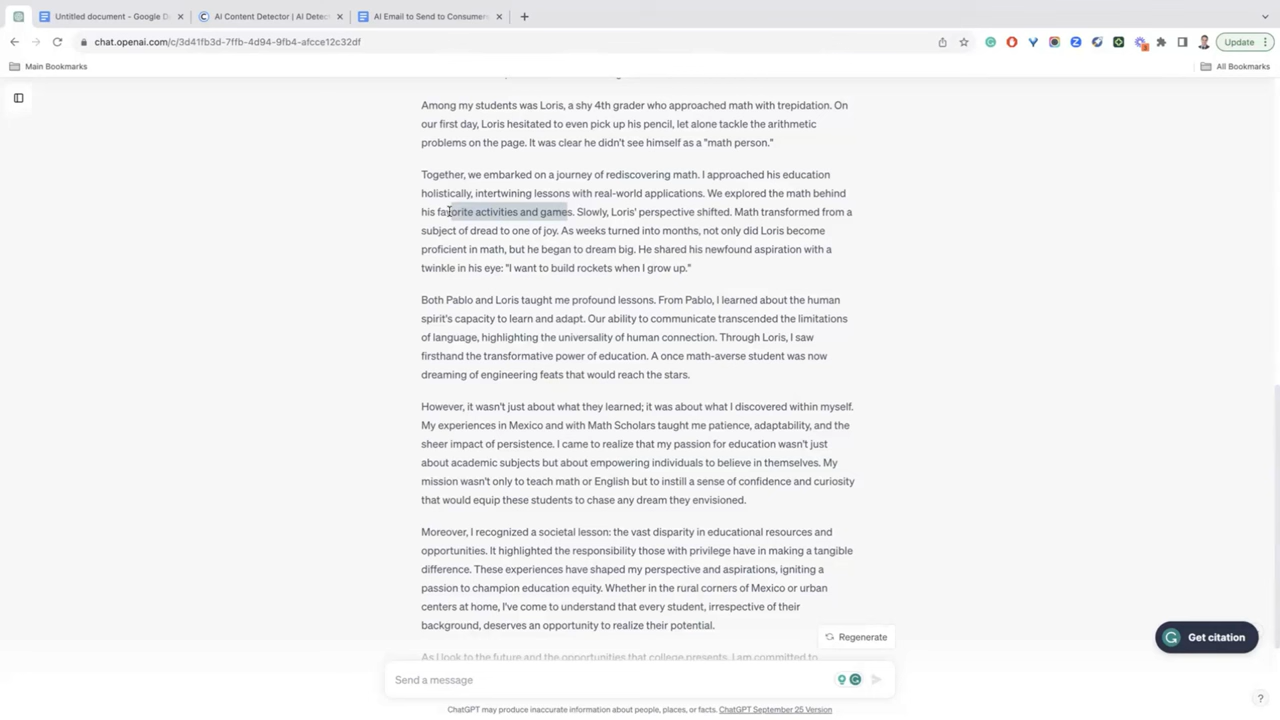 Untitled document - Google D
AI Content Detector | AI Detec
AI Email to Send to Consumer
chat.openai.com/c/3d41fb3d-7ffb-4d94-9fb4-afcce12c32df
Update
Main Bookmarks
All Bookmarks
Among my students was Loris, a shy 4th grader who approached math with trepidation. On
our first day, Loris hesitated to even pick up his pencil, let alone tackle the arithmetic
problems on the page. It was clear he didn't see himself as a "math person."
Together, we embarked on a journey of rediscovering math. I approached his education
holistically, intertwining lessons with real-world applications. We explored the math behind
his favorite activities and games. Slowly, Loris' perspective shifted. Math transformed from a
subject of dread to one of joy. As weeks turned into months, not only did Loris become
proficient in math, but he began to dream big. He shared his newfound aspiration with a
twinkle in his eye: "I want to build rockets when I grow up."
Both Pablo and Loris taught me profound lessons. From Pablo, I learned about the human
spirit's capacity to learn and adapt. Our ability to communicate transcended the limitations
of language, highlighting the universality of human connection. Through Loris, I saw
firsthand the transformative power of education. A once math-averse student was now
dreaming of engineering feats that would reach the stars.
However, it wasn't just about what they learned; it was about what I discovered within myself.
My experiences in Mexico and with Math Scholars taught me patience, adaptability, and the
sheer impact of persistence. I came to realize that my passion for education wasn't just
about academic subjects but about empowering individuals to believe in themselves. My
mission wasn't only to teach math or English but to instill a sense of confidence and curiosity
that would equip these students to chase any dream they envisioned.
Moreover, I recognized a societal lesson: the vast disparity in educational resources and
opportunities. It highlighted the responsibility those with privilege have in making a tangible
difference. These experiences have shaped my perspective and aspirations, igniting a
passion to champion education equity. Whether in the rural corners of Mexico or urban
centers at home, I've come to understand that every student, irrespective of their
background, deserves an opportunity to realize their potential.
Regenerate
Get citation
As I look to the future and the opportunities that college presents, I am committed to
Send a message
ChatGPT may produce inaccurate information about people, places, or facts. ChatGPT September 25 Version
?